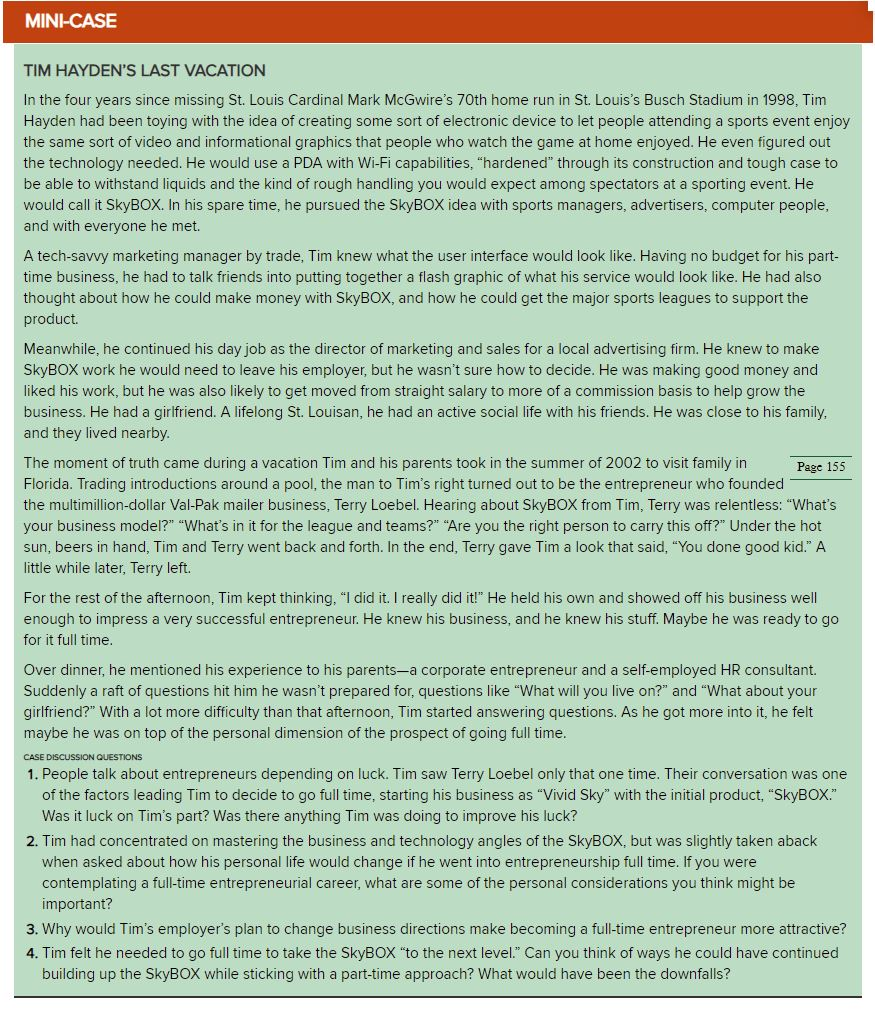 MINI-CASE
TIM HAYDEN’S LAST VACATION
In the four years since missing St. Louis Cardinal Mark McGwire’s 70th home run in St. Louis’s Busch Stadium in 1998, Tim
Hayden had been toying with the idea of creating some sort of electronic device to let people attending a sports event enjoy
the same sort of video and informational graphics that people who watch the game at home enjoyed. He even figured out
the technology needed. He would use a PDA with Wi-Fi capabilities, “hardened” through its construction and tough case to
be able to withstand liquids and the kind of rough handling you would expect among spectators at a sporting event. He
would call it SkyBOX. In his spare time, he pursued the SkyBOX idea with sports managers, advertisers, computer people,
and with everyone he met.
A tech-savvy marketing manager by trade, Tim knew what the user interface would look like. Having no budget for his part-
time business, he had to talk friends into putting together a flash graphic of what his service would look like. He had also
thought about how he could make money with SkyBOX, and how he could get the major sports leagues to support the
product.
Meanwhile, he continued his day job as the director of marketing and sales for a local advertising firm. He knew to make
SkyBOX work he would need to leave his employer, but he wasn’t sure how to decide. He was making good money and
liked his work, but he was also likely to get moved from straight salary to more of a commission basis to help grow the
business. He had a girlfriend. A lifelong St. Louisan, he had an active social life with his friends. He was close to his family,
and they lived nearby.
The moment of truth came during a vacation Tim and his parents took in the summer of 2002 to visit family in
Page 155
Florida. Trading introductions around a pool, the man to Tim’s right turned out to be the entrepreneur who founded
the multimillion-dollar Val-Pak mailer business, Terry Loebel. Hearing about SkyBOX from Tim, Terry was relentless: “What’s
your business model?” “What’s in it for the league and teams?” “Are you the right person to carry this off?” Under the hot
sun, beers in hand, Tim and Terry went back and forth. In the end, Terry gave Tim a look that said, “You done good kid.” A
little while later, Terry left.
For the rest of the afternoon, Tim kept thinking, “I did it. I really did it!” He held his own and showed off his business well
enough to impress a very successful entrepreneur. He knew his business, and he knew his stuff. Maybe he was ready to go
for it full time.
Over dinner, he mentioned his experience to his parents—a corporate entrepreneur and a self-employed HR consultant.
Suddenly a raft of questions hit him he wasn’t prepared for, questions like “What will you live on?” and “What about your
girlfriend?” With a lot more difficulty than that afternoon, Tim started answering questions. As he got more into it, he felt
maybe he was on top of the personal dimension of the prospect of going full time.
CASE DISCUSSION QUESTIONS
1. People talk about entrepreneurs depending on luck. Tim saw Terry Loebel only that one time. Their conversation was one
of the factors leading Tim to decide to go full time, starting his business as “Vivid Sky” with the initial product, “SkyBOX.”
Was it luck on Tim’s part? Was there anything Tim was doing to improve his luck?
2. Tim had concentrated on mastering the business and technology angles of the SkyBOX, but was slightly taken aback
when asked about how his personal life would change if he went into entrepreneurship full time. If you were
contemplating a full-time entrepreneurial career, what are some of the personal considerations you think might be
important?
3. Why would Tim’s employer’s plan to change business directions make becoming a full-time entrepreneur more attractive?
4. Tim felt he needed to go full time to take the SkyBOX “to the next level.” Can you think of ways he could have continued
building up the SkyBOX while sticking with a part-time approach? What would have been the downfalls?